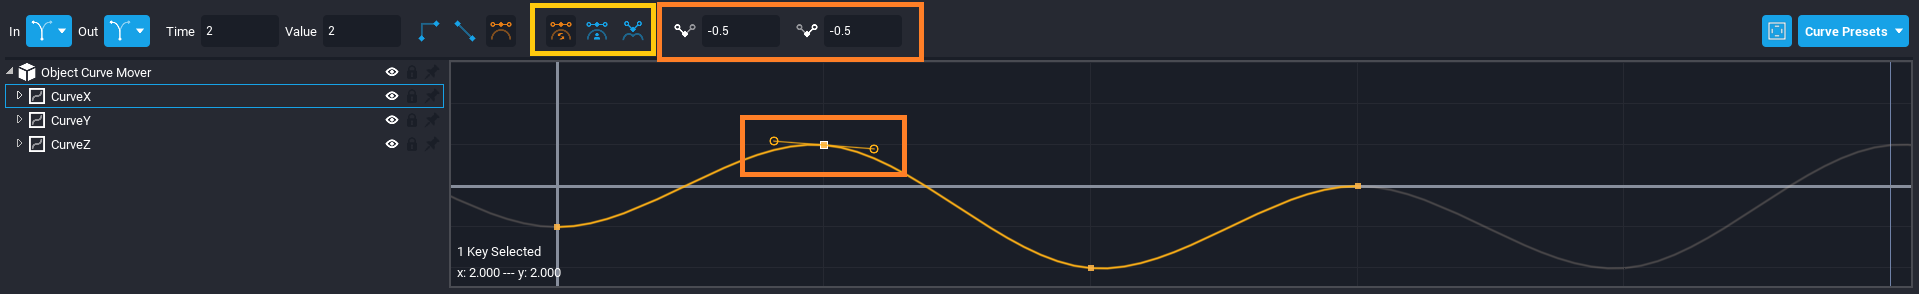 In Out Time 2 Value 2 -0.5 -0.5 Curve Presets
Object Curve Mover
CurveX
CurveY
CurveZ
1 Key Selected
x: 2.000 --- y: 2.000